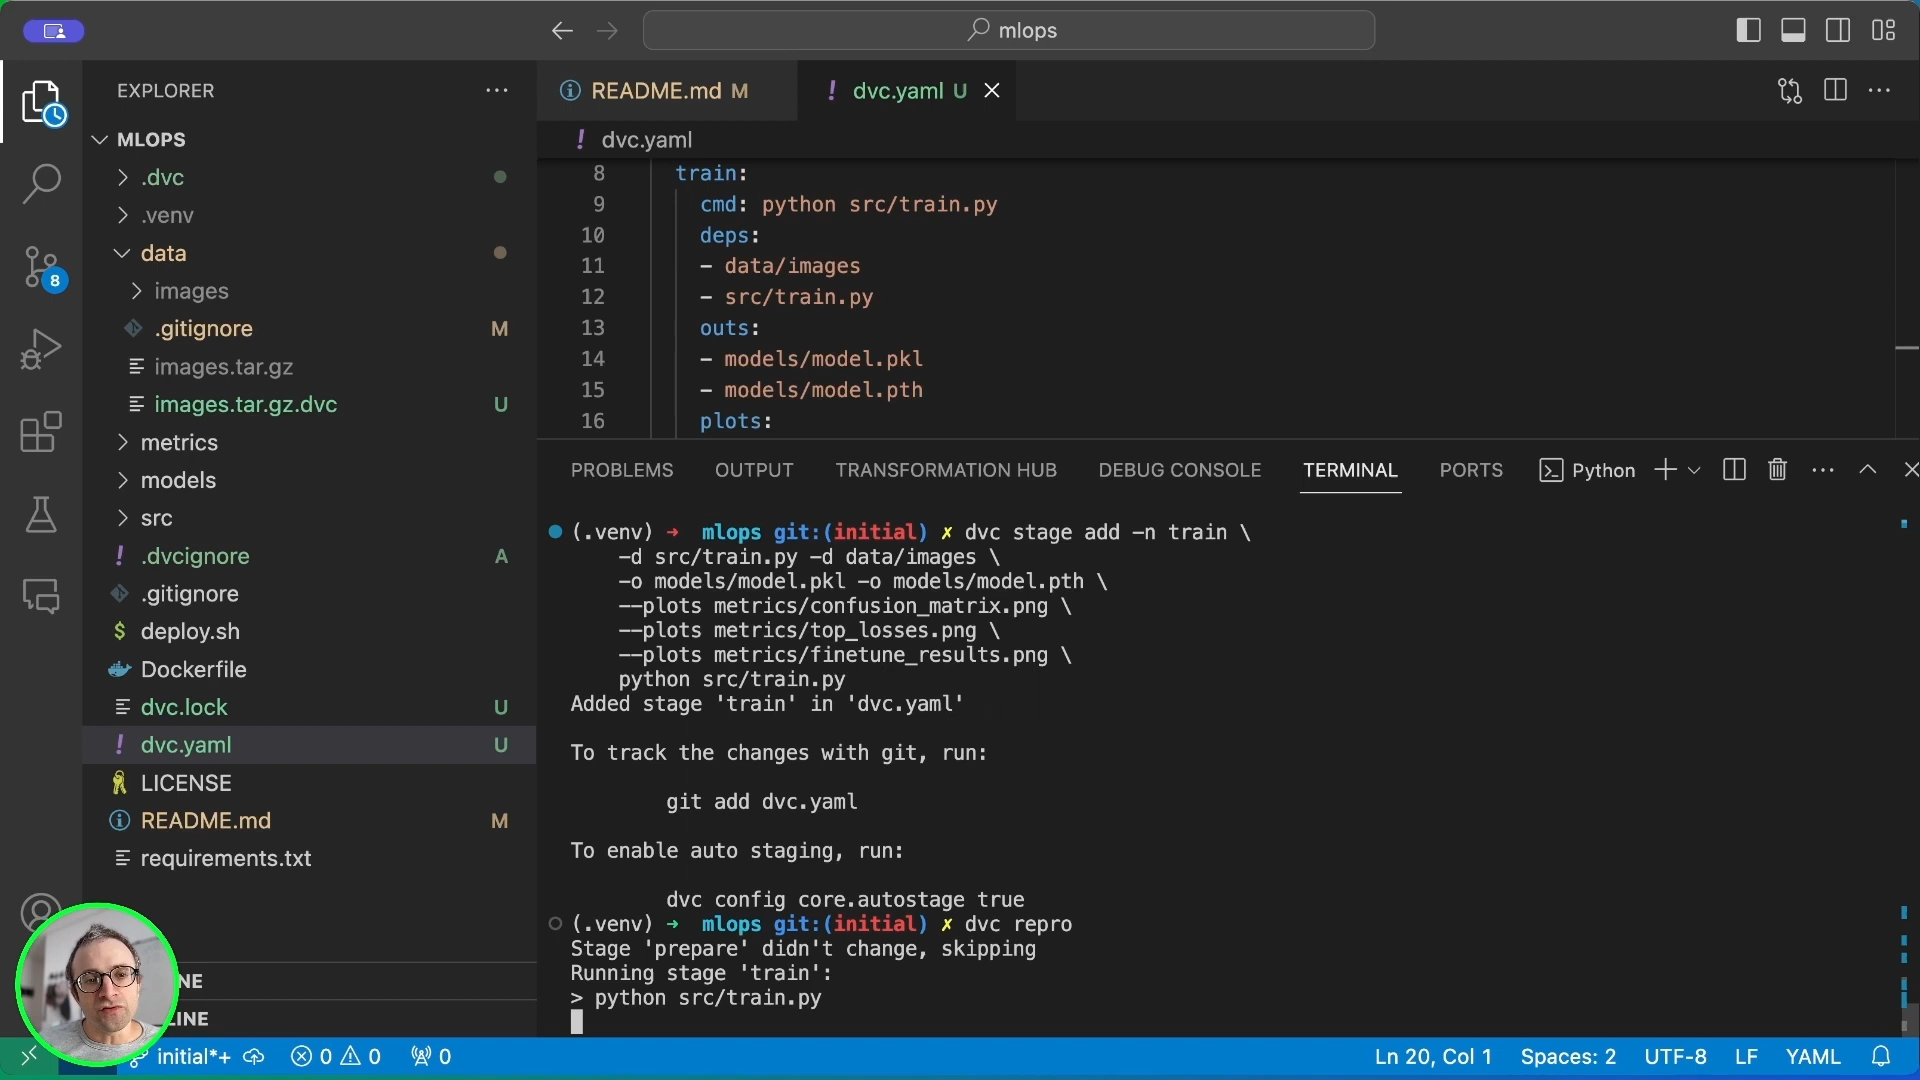 mlops
EXPLORER
MLOPS
.dvc
.venv
data
images
.gitignore M
images.tar.gz
images.tar.gz.dvc U
metrics
models
src
.dvcignore A
.gitignore
deploy.sh
Dockerfile
dvc.lock U
dvc.yaml U
LICENSE
README.md M
requirements.txt
NE
LINE
8
README.md M
dvc.yaml U
dvc.yaml
8 train:
9 cmd: python src/train.py
10 deps:
11 - data/images
12 - src/train.py
13 outs:
14 - models/model.pkl
15 - models/model.pth
16 plots:
PROBLEMS OUTPUT TRANSFORMATION HUB DEBUG CONSOLE TERMINAL PORTS Python
(.venv) → mlops git:(initial) ✗ dvc stage add -n train \
-d src/train.py -d data/images \
-o models/model.pkl -o models/model.pth \
--plots metrics/confusion_matrix.png \
--plots metrics/top_losses.png \
--plots metrics/finetune_results.png \
python src/train.py
Added stage 'train' in 'dvc.yaml'
To track the changes with git, run:
git add dvc.yaml
To enable auto staging, run:
dvc config core.autostage true
(.venv) → mlops git:(initial) ✗ dvc repro
Stage 'prepare' didn't change, skipping
Running stage 'train':
> python src/train.py
initial*+ 0 0 0 Ln 20, Col 1 Spaces: 2 UTF-8 LF YAML